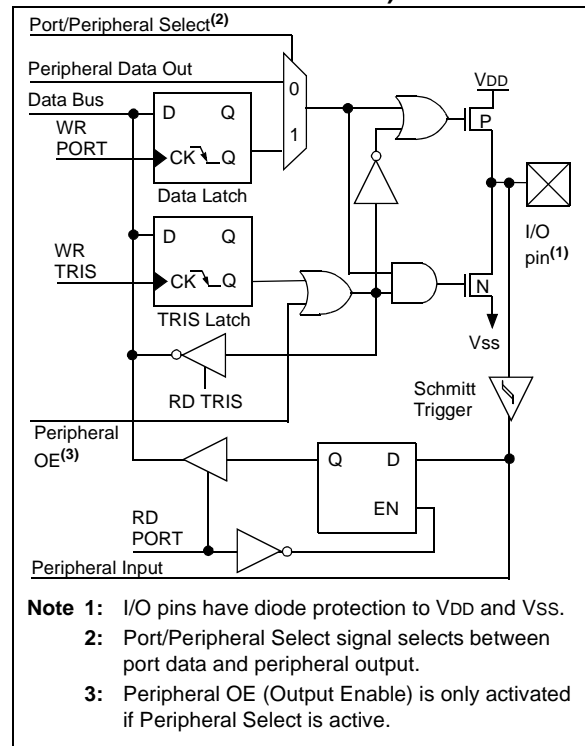 Port/Peripheral Select(2)
Peripheral Data Out
Data Bus
WR
PORT
D Q
CK Q
Data Latch
0
1
VDD
P
I/O
pin(1)
WR
TRIS
D Q
CK Q
TRIS Latch
N
VSS
RD TRIS
Schmitt
Trigger
Peripheral
OE(3)
Q D
EN
RD
PORT
Peripheral Input
Note 1: I/O pins have diode protection to VDD and VSS.
2: Port/Peripheral Select signal selects between
port data and peripheral output.
3: Peripheral OE (Output Enable) is only activated
if Peripheral Select is active.